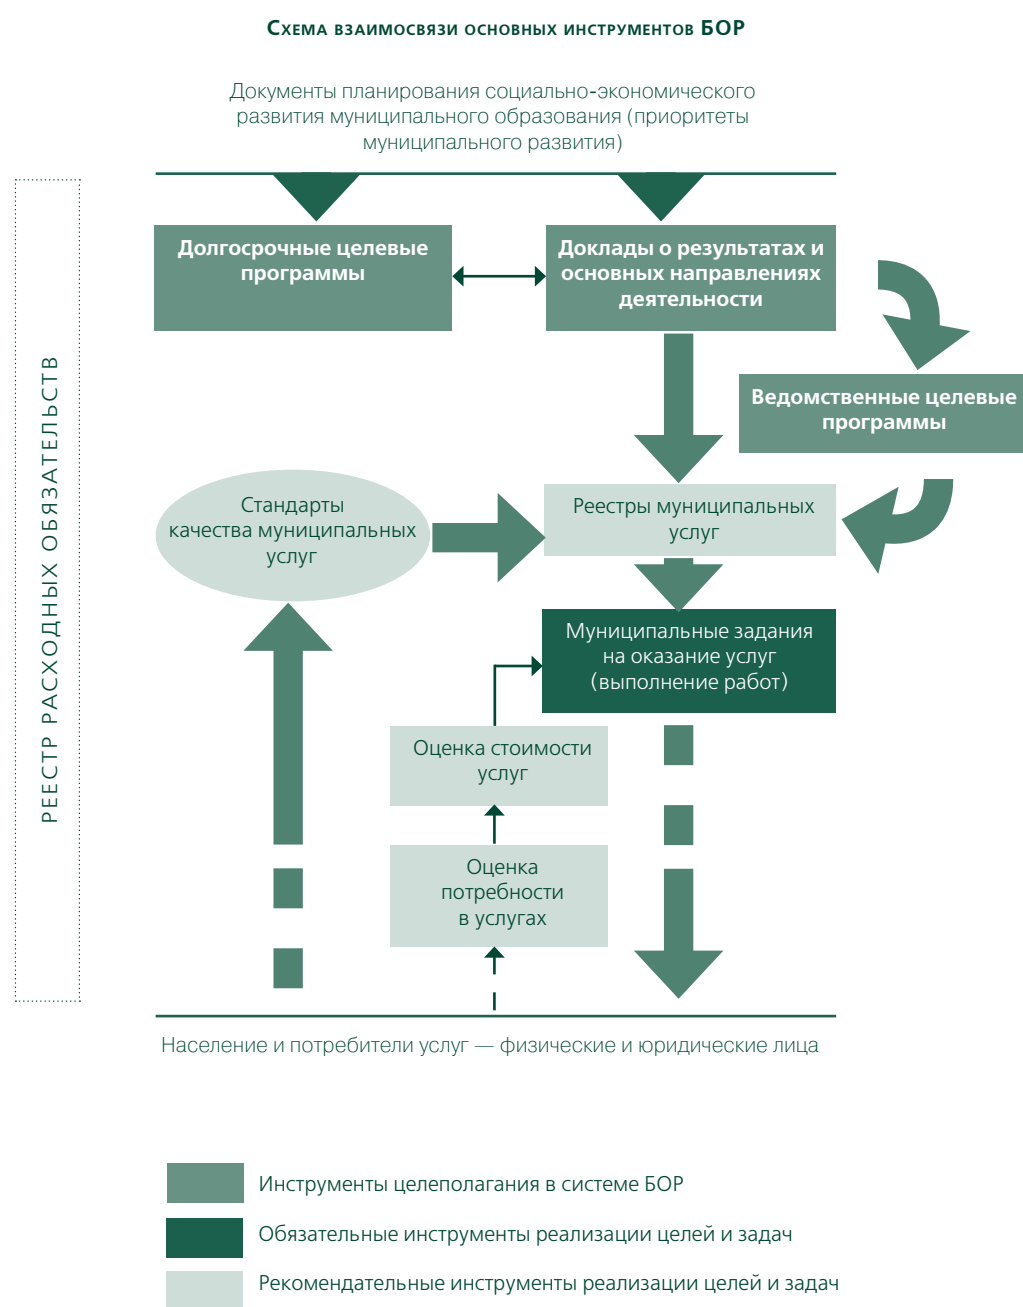 Схема взаимосвязи основных инструментов БОР
Документы планирования социально-экономического
развития муниципального образования (приоритеты
муниципального развития)
РЕЕСТР РАСХОДНЫХ ОБЯЗАТЕЛЬСТВ
Долгосрочные целевые
программы
Доклады о результатах и
основных направлениях
деятельности
Ведомственные целевые
программы
Стандарты
качества муниципальных
услуг
Реестры муниципальных
услуг
Муниципальные задания
на оказание услуг
(выполнение работ)
Оценка стоимости
услуг
Оценка
потребности
в услугах
Население и потребители услуг — физические и юридические лица
Инструменты целеполагания в системе БОР
Обязательные инструменты реализации целей и задач
Рекомендательные инструменты реализации целей и задач